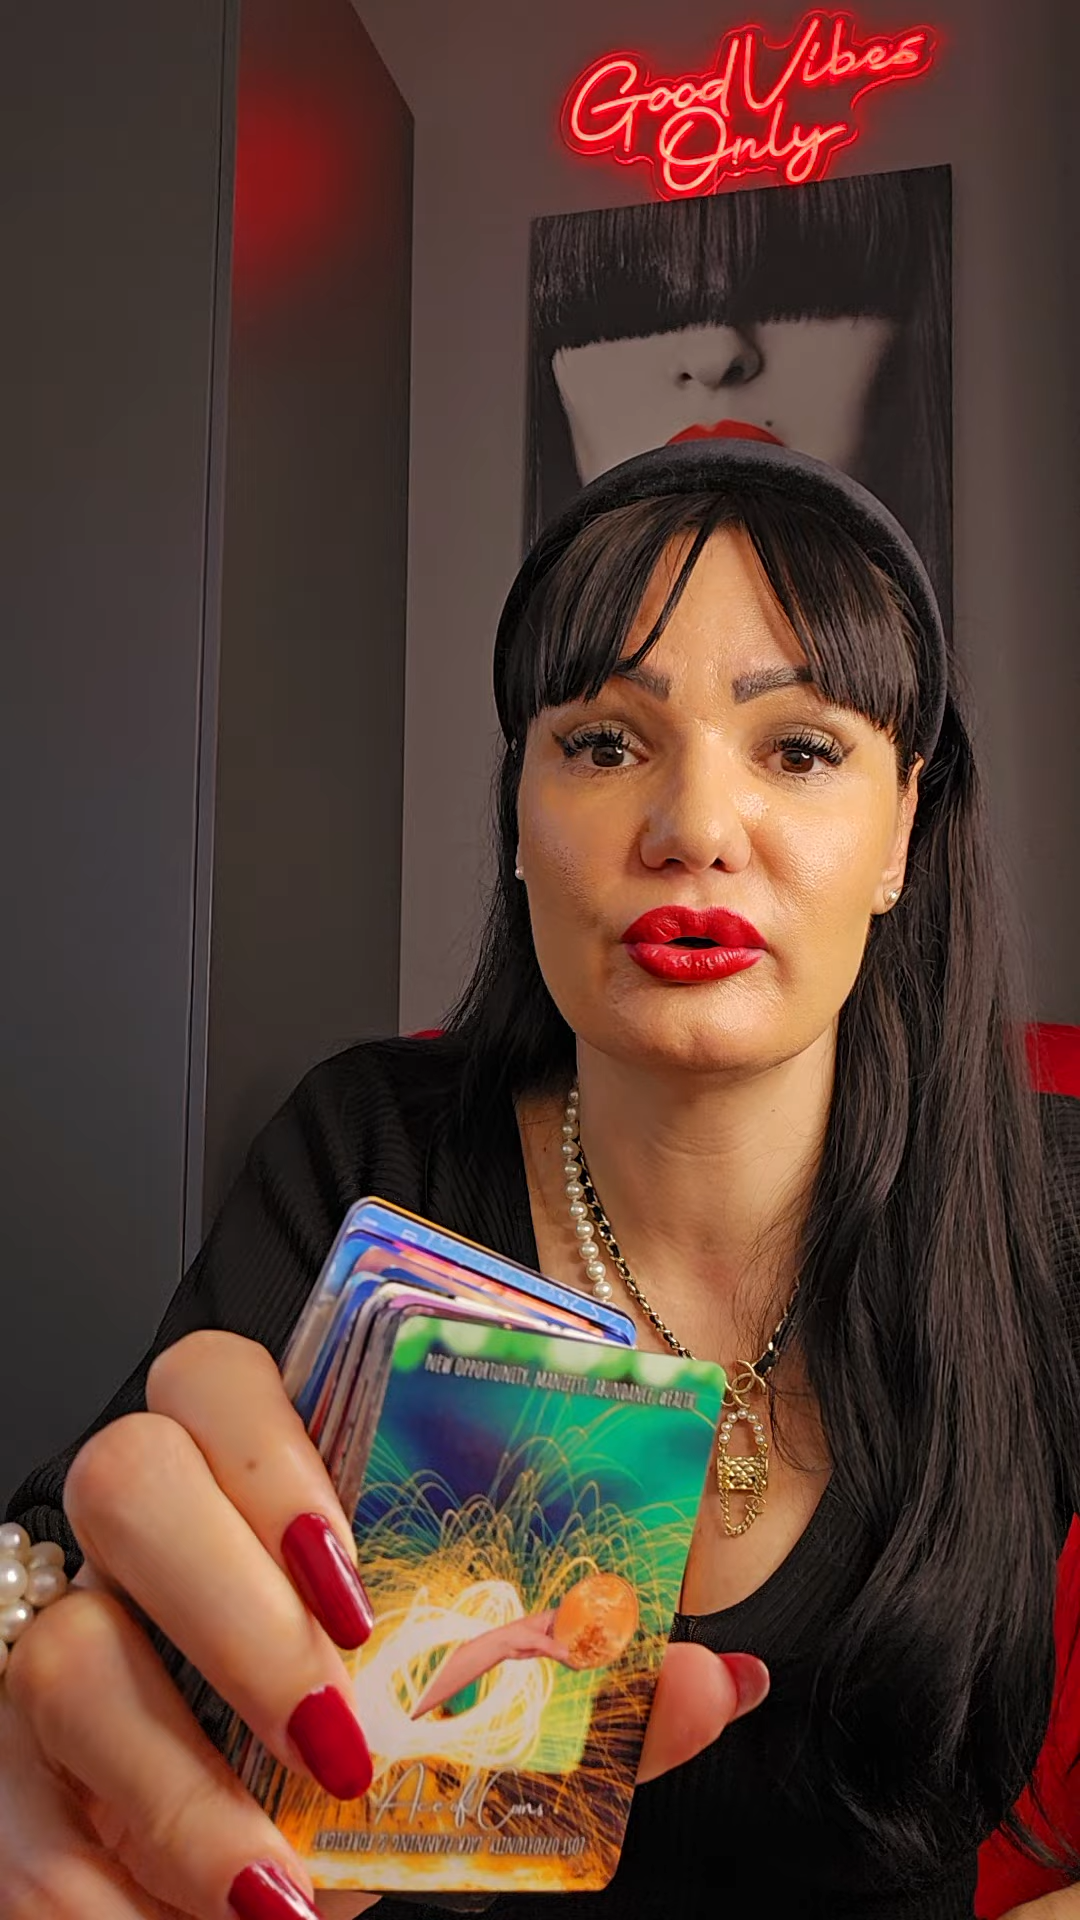 Good Vibes
Only
NEW OPPORTUNITY, MANIFEST, ABUNDANCE, WEALTH
Ace of Coins
LOST OPPORTUNITY, LACK PLANNING & FORESIGHT